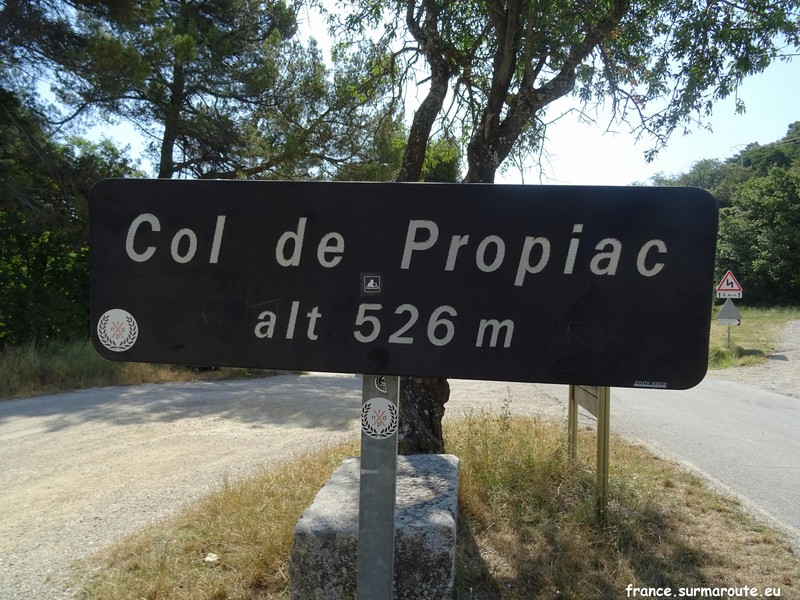 Col de Propiac
alt 526 m
france.surmaroute.eu